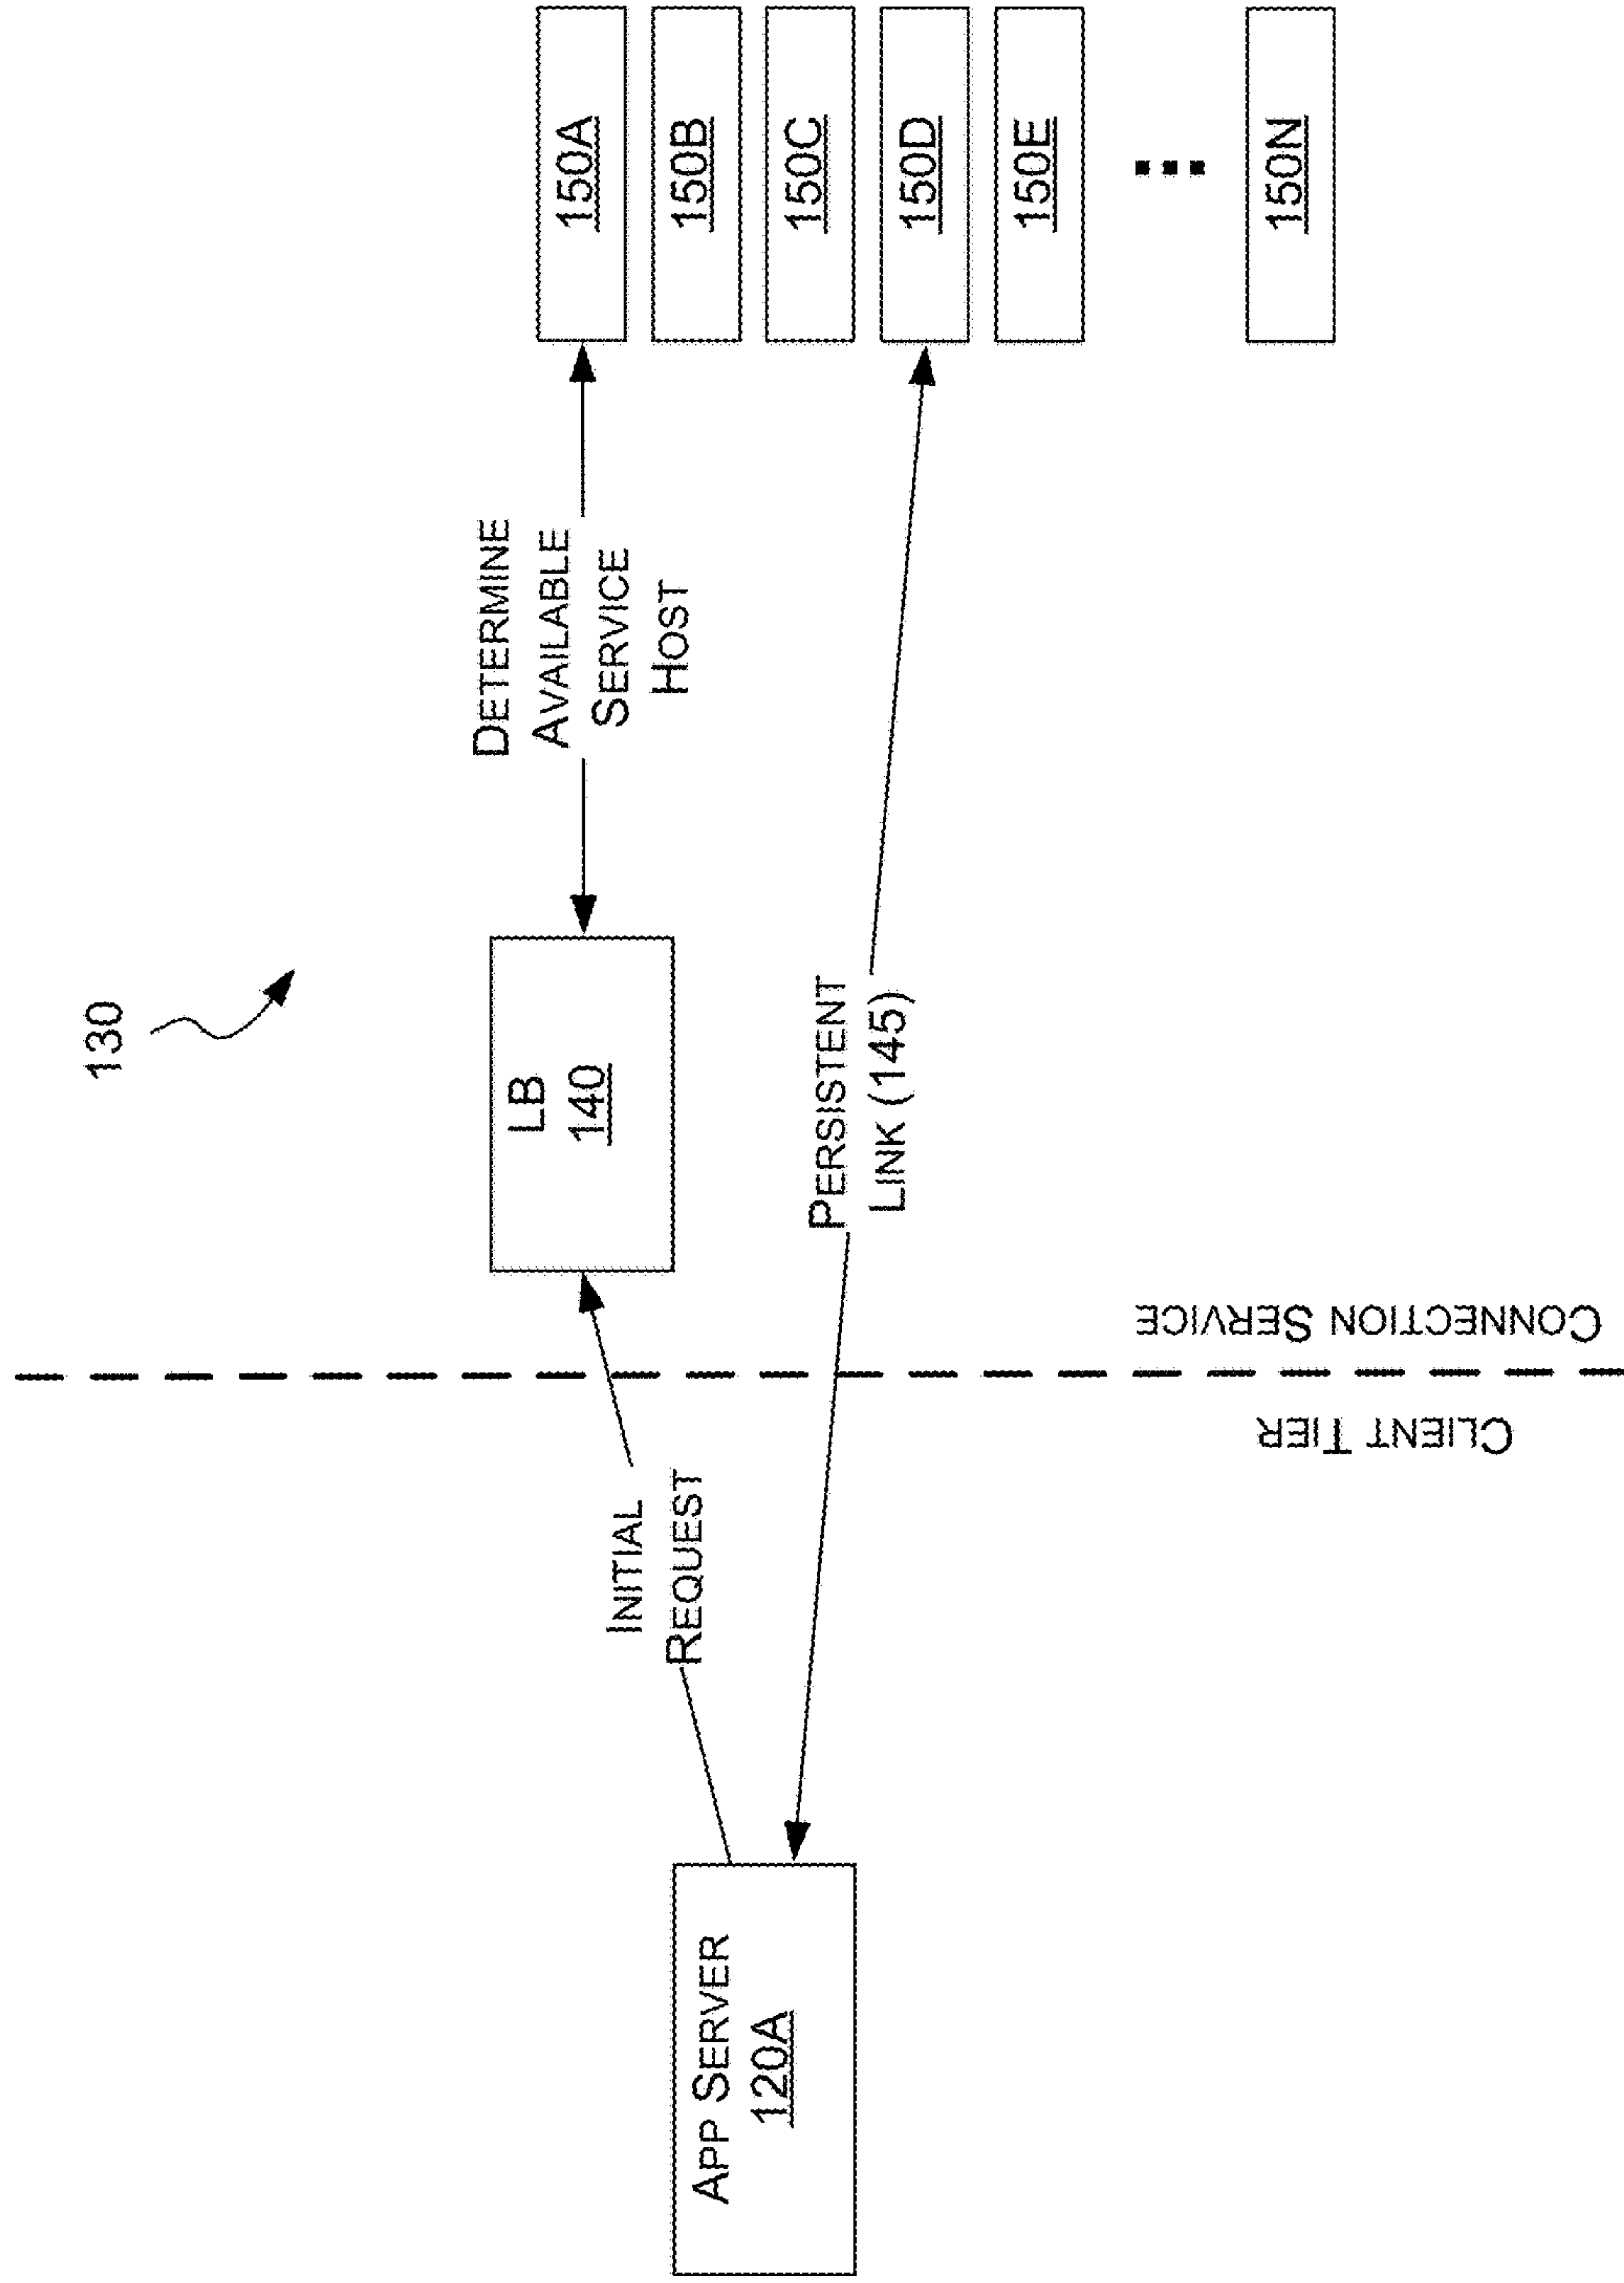 130
APP SERVER
120A
INITIAL
REQUEST
LB
140
DETERMINE
AVAILABLE
SERVICE
HOST
PERSISTENT
LINK (145)
150A
150B
150C
150D
150E
150N
CLIENT TIER
CONNECTION SERVICE